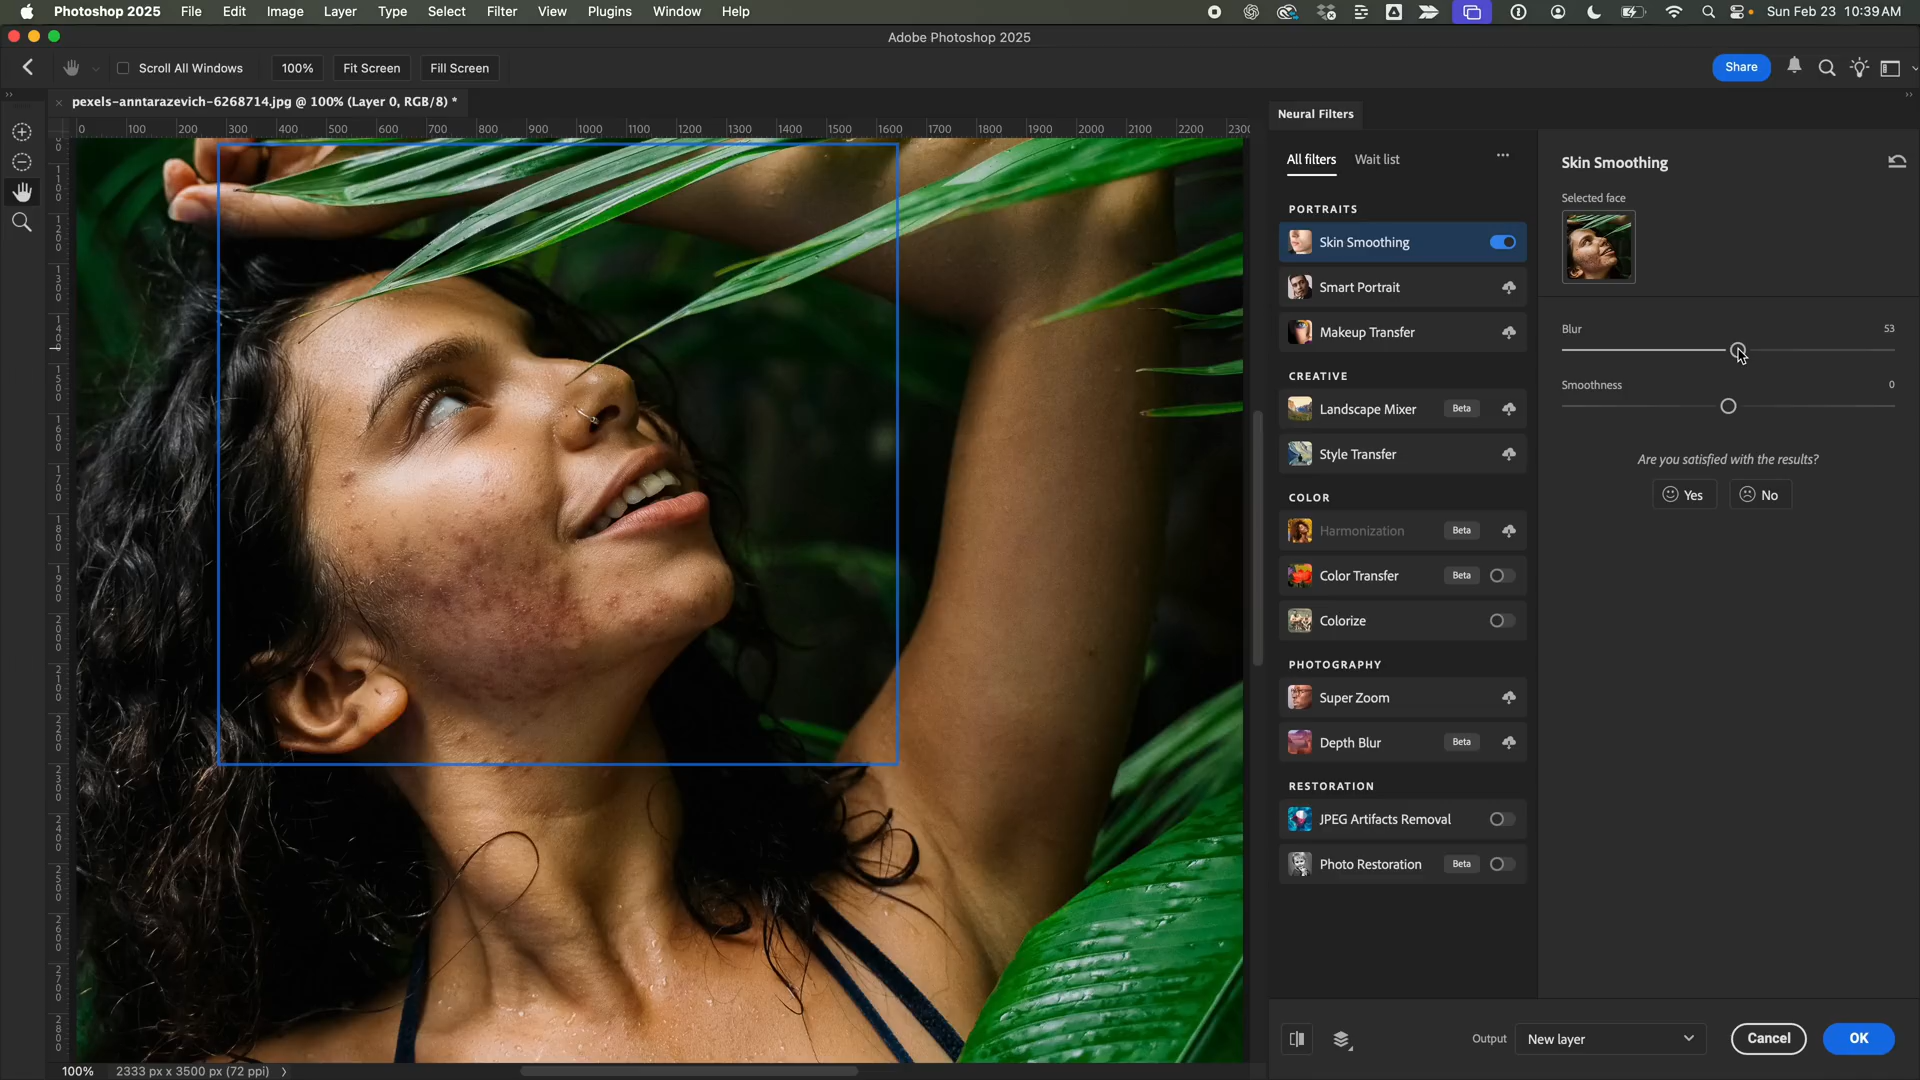 Photoshop 2025 File Edit Image Layer Type Select Filter View Plugins Window Help Sun Feb 23 10:39 AM
Adobe Photoshop 2025
Scroll All Windows 100% Fit Screen Fill Screen Share
pexels-anntarazevich-6268714.jpg @ 100% (Layer 0, RGB/8) *
0 100 200 300 400 500 600 700 800 900 1000 1100 1200 1300 1400 1500 1600 1700 1800 1900 2000 2100 2200 2300
Neural Filters
All filters Wait list
Skin Smoothing
Selected face
PORTRAITS
Skin Smoothing
Smart Portrait
Makeup Transfer
Blur 53
Smoothness 0
CREATIVE
Landscape Mixer Beta
Style Transfer
Are you satisfied with the results?
Yes No
COLOR
Harmonization Beta
Color Transfer Beta
Colorize
PHOTOGRAPHY
Super Zoom
Depth Blur Beta
RESTORATION
JPEG Artifacts Removal
Photo Restoration Beta
Output New layer Cancel OK
100% 2333 px x 3500 px (72 ppi)